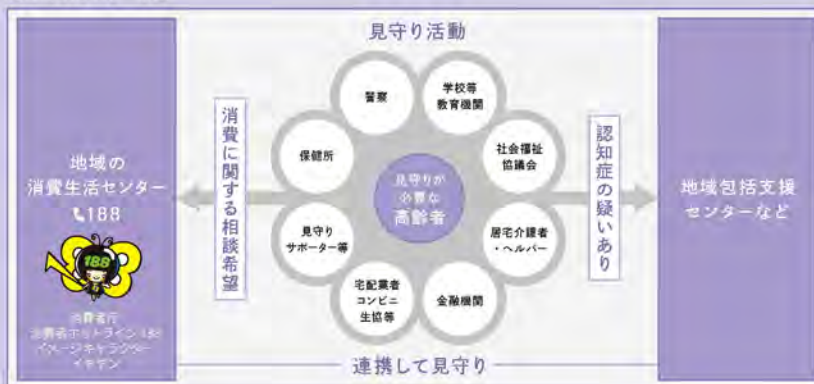 見守り活動
地域の
消費生活センター
188
188
消費者庁
消費者ホットライン 188
イメージキャラクター
イヤヤン
消費に関する相談希望
警察
学校等
教育機関
保健所
社会福祉
協議会
見守りが
必要な
高齢者
見守り
サポーター等
居宅介護者
・ヘルパー
宅配業者
コンビニ
生協等
金融機関
認知症の疑いあり
地域包括支援
センターなど
連携して見守り